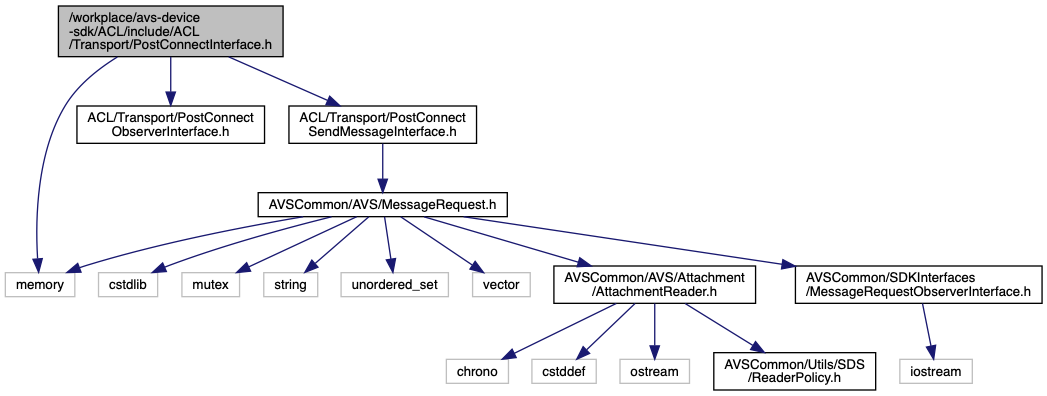 /workplace/avs-device
-sdk/ACL/include/ACL
/Transport/PostConnectInterface.h
ACL/Transport/PostConnect
ObserverInterface.h
ACL/Transport/PostConnect
SendMessageInterface.h
AVSCommon/AVS/MessageRequest.h
memory
cstdlib
mutex
string
unordered_set
vector
AVSCommon/AVS/Attachment
/AttachmentReader.h
AVSCommon/SDKInterfaces
/MessageRequestObserverInterface.h
chrono
cstddef
ostream
AVSCommon/Utils/SDS
/ReaderPolicy.h
iostream